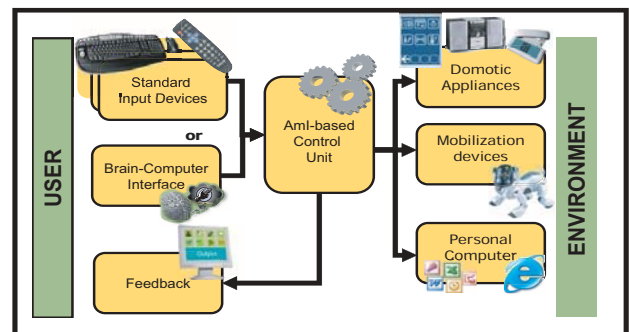 USER
Standard
Input Devices
or
Brain-Computer
Interface
Feedback
Output
AmI-based
Control
Unit
Domotic
Appliances
Mobilization
devices
Personal
Computer
ENVIRONMENT